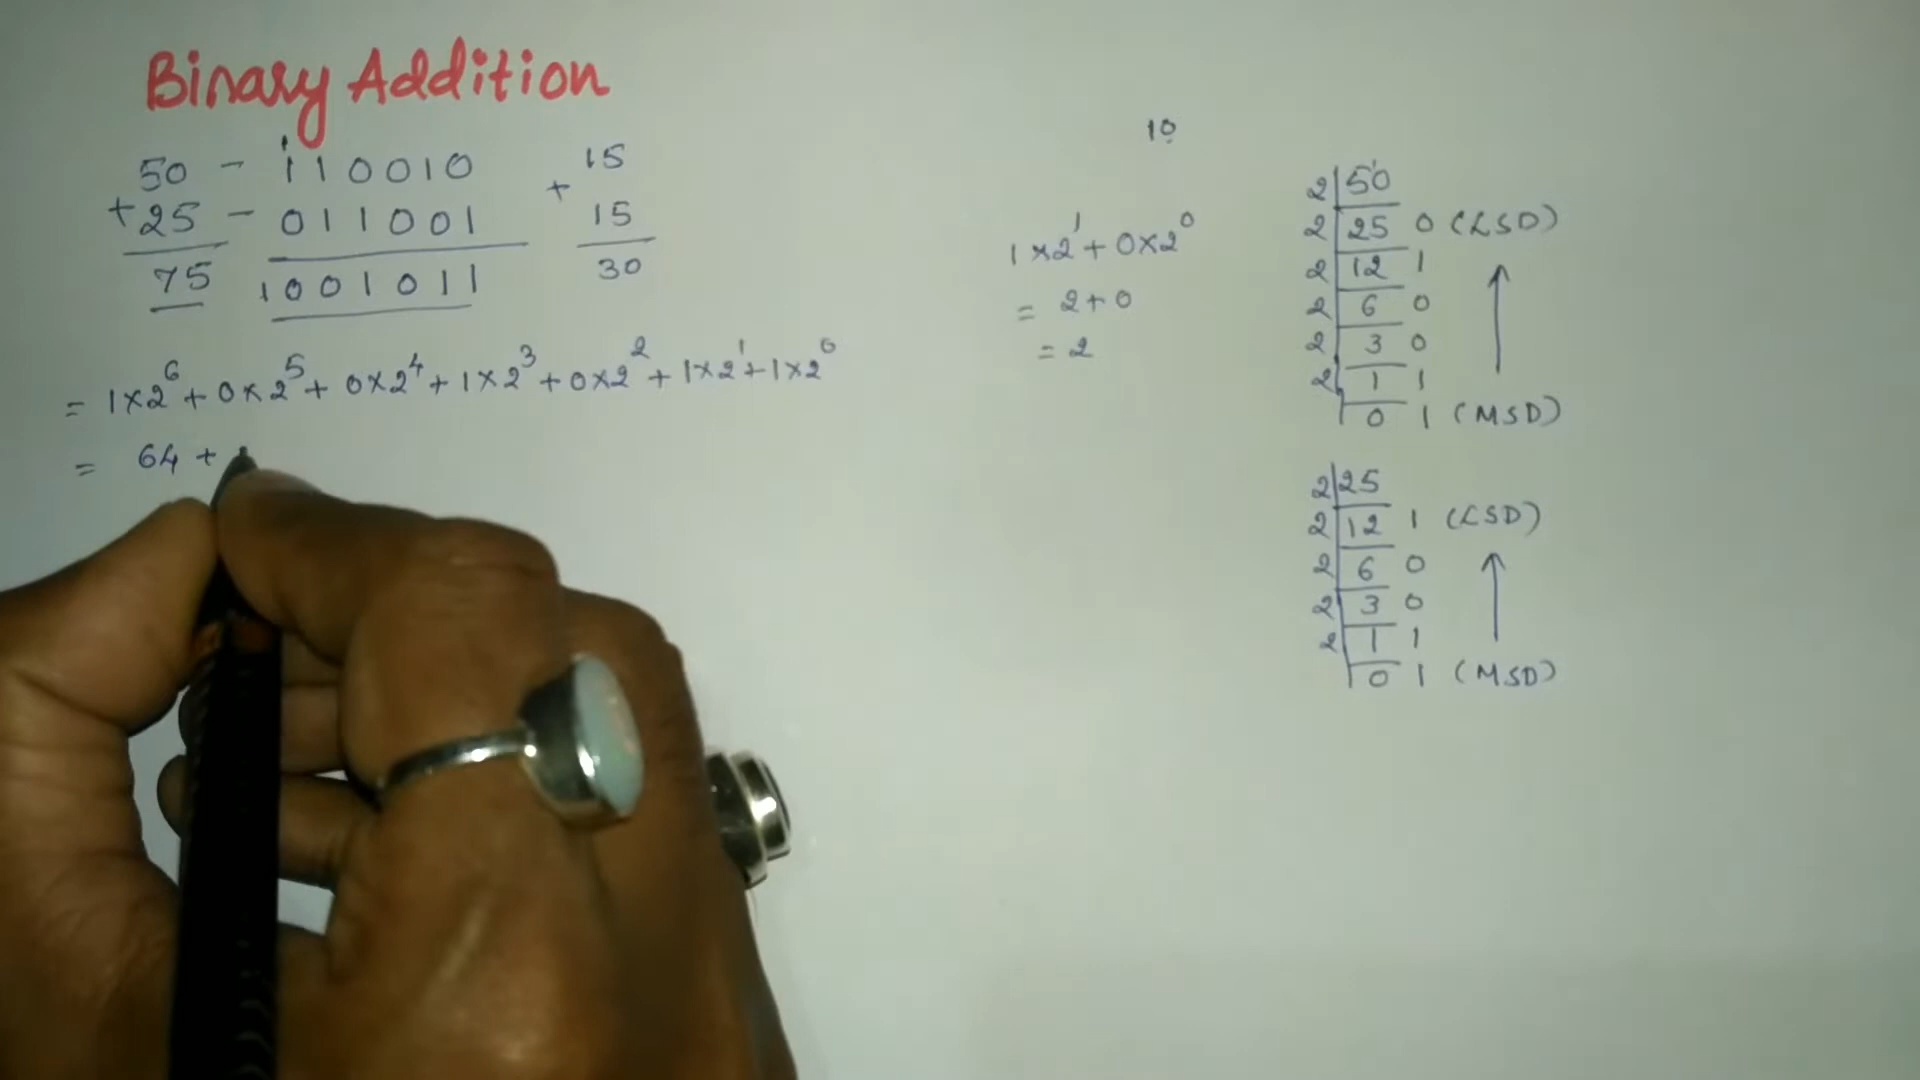 Binary Addition
50 - 110010
+25 - 011001
75 1001011
+ 15
15
30
= 1×2^6 + 0×2^5 + 0×2^4 + 1×2^3 + 0×2^2 + 1×2^1 + 1×2^0
= 64 +
10
1×2^1 + 0×2^0
= 2+0
= 2
2 50
2 25 0 (LSD)
2 12 1
2 6 0
2 3 0
2 1 1
0 1 (MSD)
2 25
2 12 1 (LSD)
2 6 0
2 3 0
2 1 1
0 1 (MSD)